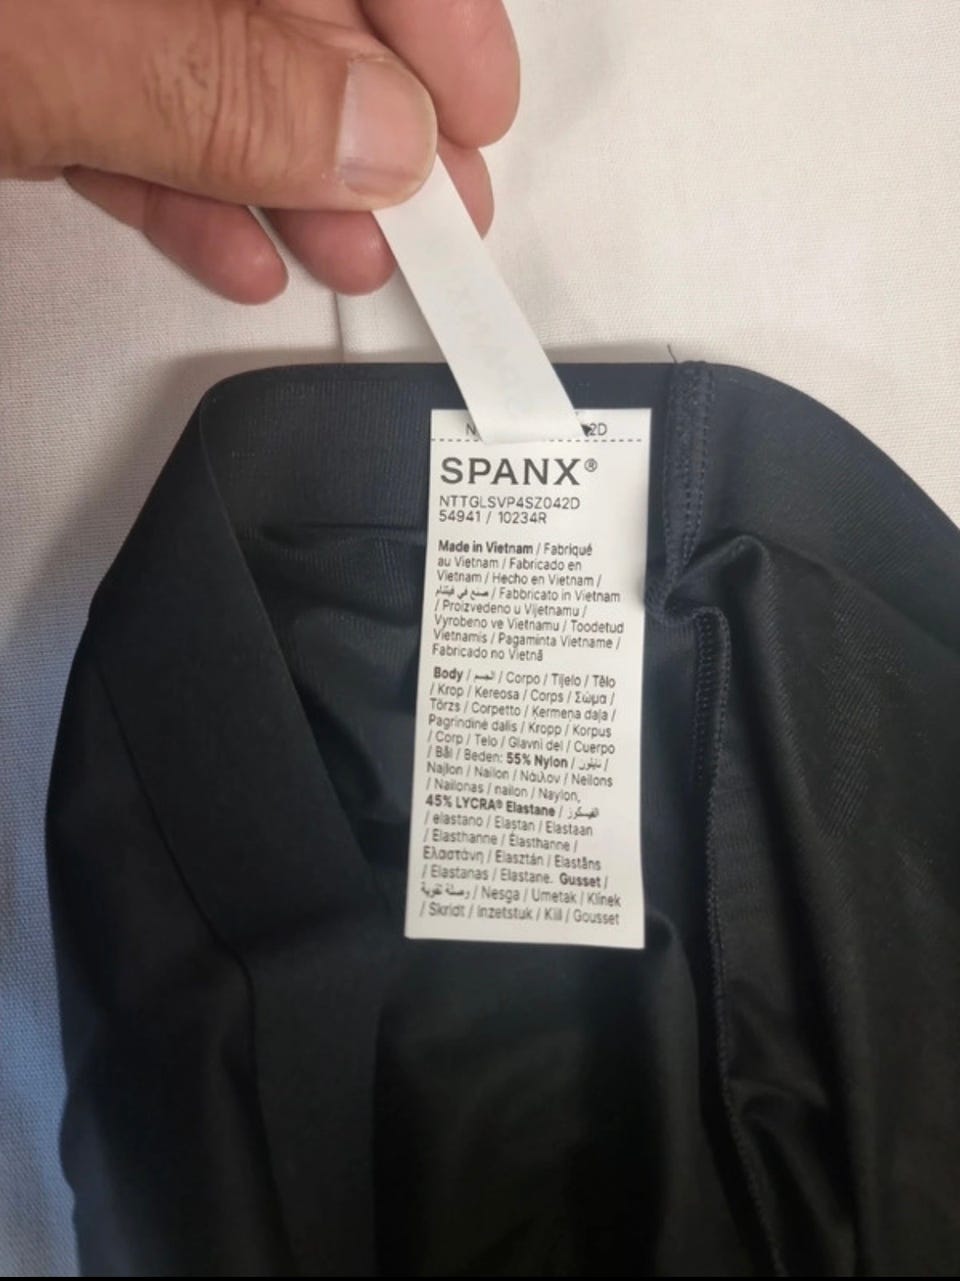 2D
SPANX®
NTTGLSVP4SZ042D
54941 / 10234R
Made in Vietnam / Fabriqué
au Vietnam / Fabricado en
Vietnam / Hecho en Vietnam /
صنع في فيتنام / Fabbricato in Vietnam
/ Proizvedeno u Vijetnamu /
Vyrobeno ve Vietnamu / Toodetud
Vietnamis / Pagaminta Vietname /
Fabricado no Vietnã
Body / الجسم / Corpo / Tijelo / Tělo
/ Krop / Kereosa / Corps / Σώμα /
Törzs / Corpetto / Ķermeņa daļa /
Pagrindinė dalis / Kropp / Korpus
/ Corp / Telo / Glavni del / Cuerpo
/ Bål / Beden: 55% Nylon / نايلون /
Najlon / Nailon / Νάιλον / Neilons
/ Nailonas / nailon / Naylon,
45% LYCRA® Elastane /
/ elastano / Elastan / Elastaan
/ Elasthanne / Élasthanne /
Ελαστάνη / Elasztán / Elastāns
/ Elastanas / Elastane. Gusset /
وصلة تقوية / Nesga / Umetak / Klínek
/ Skridt / inzetstuk / Kiil / Gousset